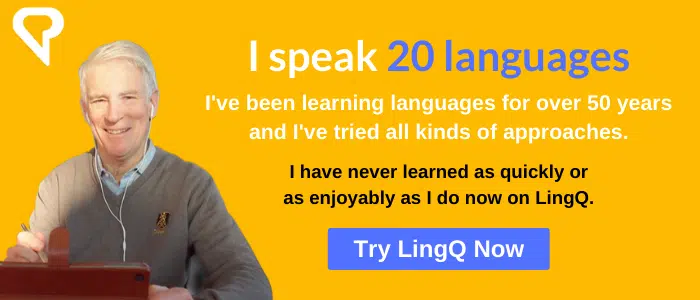 I speak 20 languages
I've been learning languages for over 50 years
and I've tried all kinds of approaches.
I have never learned as quickly or
as enjoyably as I do now on LingQ.
Try LingQ Now